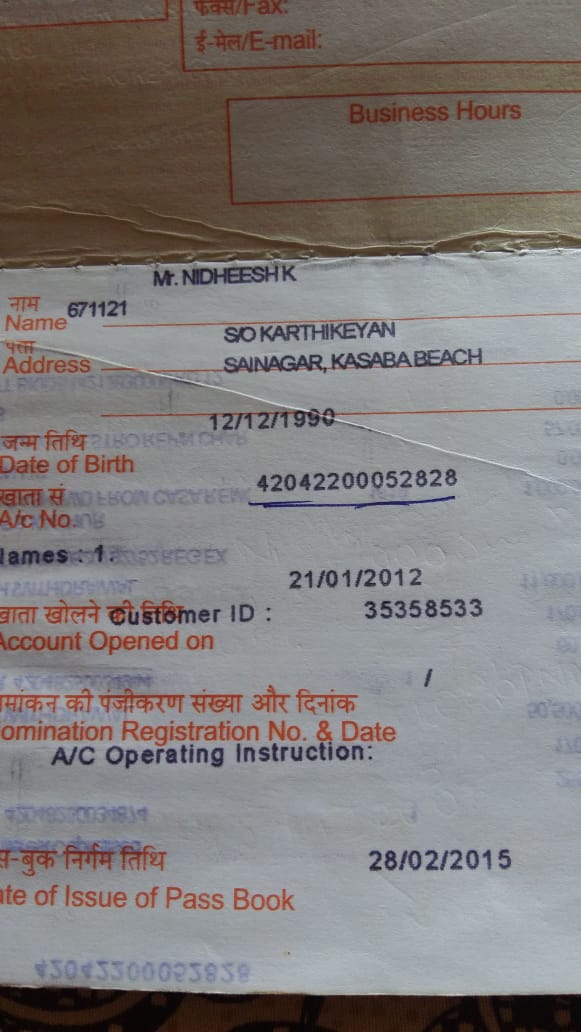 फैक्स/Fax:
ई-मेल/E-mail:
Business Hours
Mr. NIDHEESH K
नाम 671121
Name
S/O KARTHIKEYAN
पता
Address SAINAGAR, KASABA BEACH
12/12/1990
जन्म तिथि
Date of Birth
42042200052828
खाता सं
A/c No.
Names : 1.
21/01/2012
खाता खोलने की तिथि Customer ID : 35358533
Account Opened on
/
मांकन की पंजीकरण संख्या और दिनांक
omination Registration No. & Date
A/C Operating Instruction:
स-बुक निर्गम तिथि 28/02/2015
ate of Issue of Pass Book
42042200052828